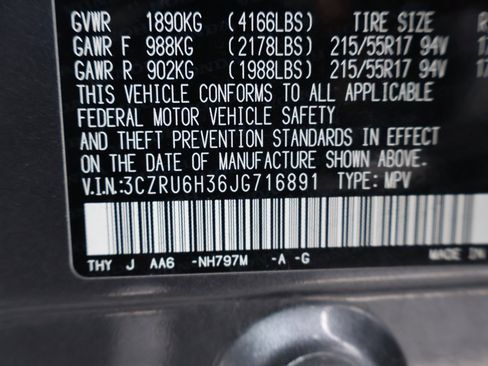 GVWR 1890KG (4166LBS) TIRE SIZE
GAWR F 988KG (2178LBS) 215/55R17 94V
GAWR R 902KG (1988LBS) 215/55R17 94V
THIS VEHICLE CONFORMS TO ALL APPLICABLE
FEDERAL MOTOR VEHICLE SAFETY
AND THEFT PREVENTION STANDARDS IN EFFECT
ON THE DATE OF MANUFACTURE SHOWN ABOVE.
V.I.N:3CZRU6H36JG716891 TYPE: MPV
THY J AA6 -NH797M -A -G MADE IN